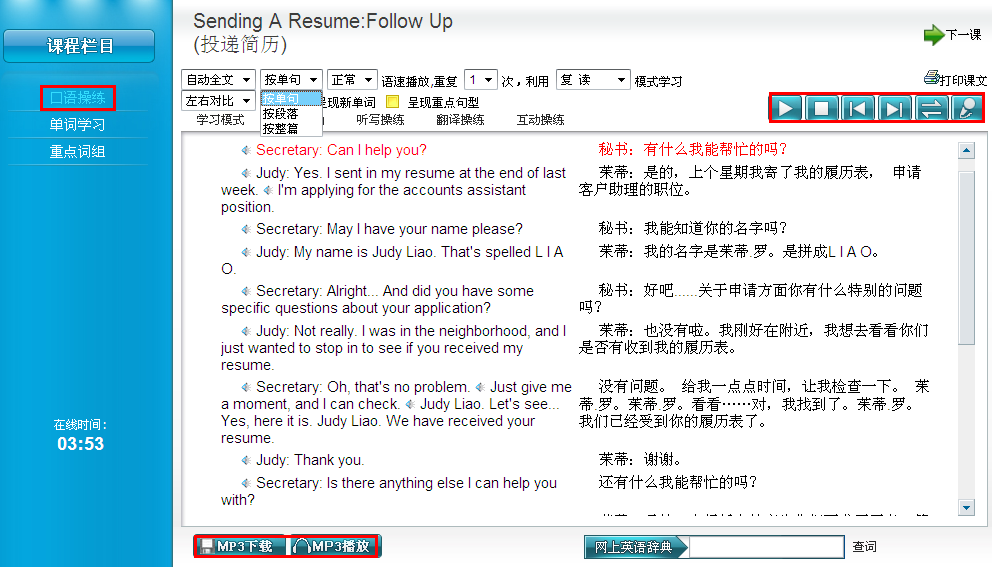 Sending A Resume:Follow Up
(投递简历)
下一课
课程栏目
口语操练
单词学习
重点词组
在线时间:
03:53
自动全文 按单句 正常 语速播放,重复 1 次，利用 复 读 模式学习
打印课文
左右对比 按单句 呈现新单词 呈现重点句型
按段落
按整篇
学习模式 听写操练 翻译操练 互动操练
Secretary: Can I help you?
秘书：有什么我能帮忙的吗?
Judy: Yes. I sent in my resume at the end of last
week. I'm applying for the accounts assistant
position.
茱蒂：是的，上个星期我寄了我的履历表， 申请
客户助理的职位。
Secretary: May I have your name please?
秘书：我能知道你的名字吗?
Judy: My name is Judy Liao. That's spelled L I A
O.
茱蒂：我的名字是茱蒂.罗。是拼成L I A O。
Secretary: Alright... And did you have some
specific questions about your application?
秘书：好吧......关于申请方面你有什么特别的问题
吗?
Judy: Not really. I was in the neighborhood, and I
just wanted to stop in to see if you received my
resume.
茱蒂：也没有啦。我刚好在附近，我想去看看你们
是否有收到我的履历表。
Secretary: Oh, that's no problem. Just give me
a moment, and I can check. Judy Liao. Let's see...
Yes, here it is. Judy Liao. We have received your
resume.
没有问题。 给我一点点时间，让我检查一下。 茱
蒂.罗。茱蒂.罗。看看……对，我找到了。茱蒂.罗。
我们已经受到你的履历表了。
Judy: Thank you.
茱蒂：谢谢。
Secretary: Is there anything else I can help you
with?
还有什么我能帮忙的吗?
MP3下载 MP3播放
网上英语辞典 查词